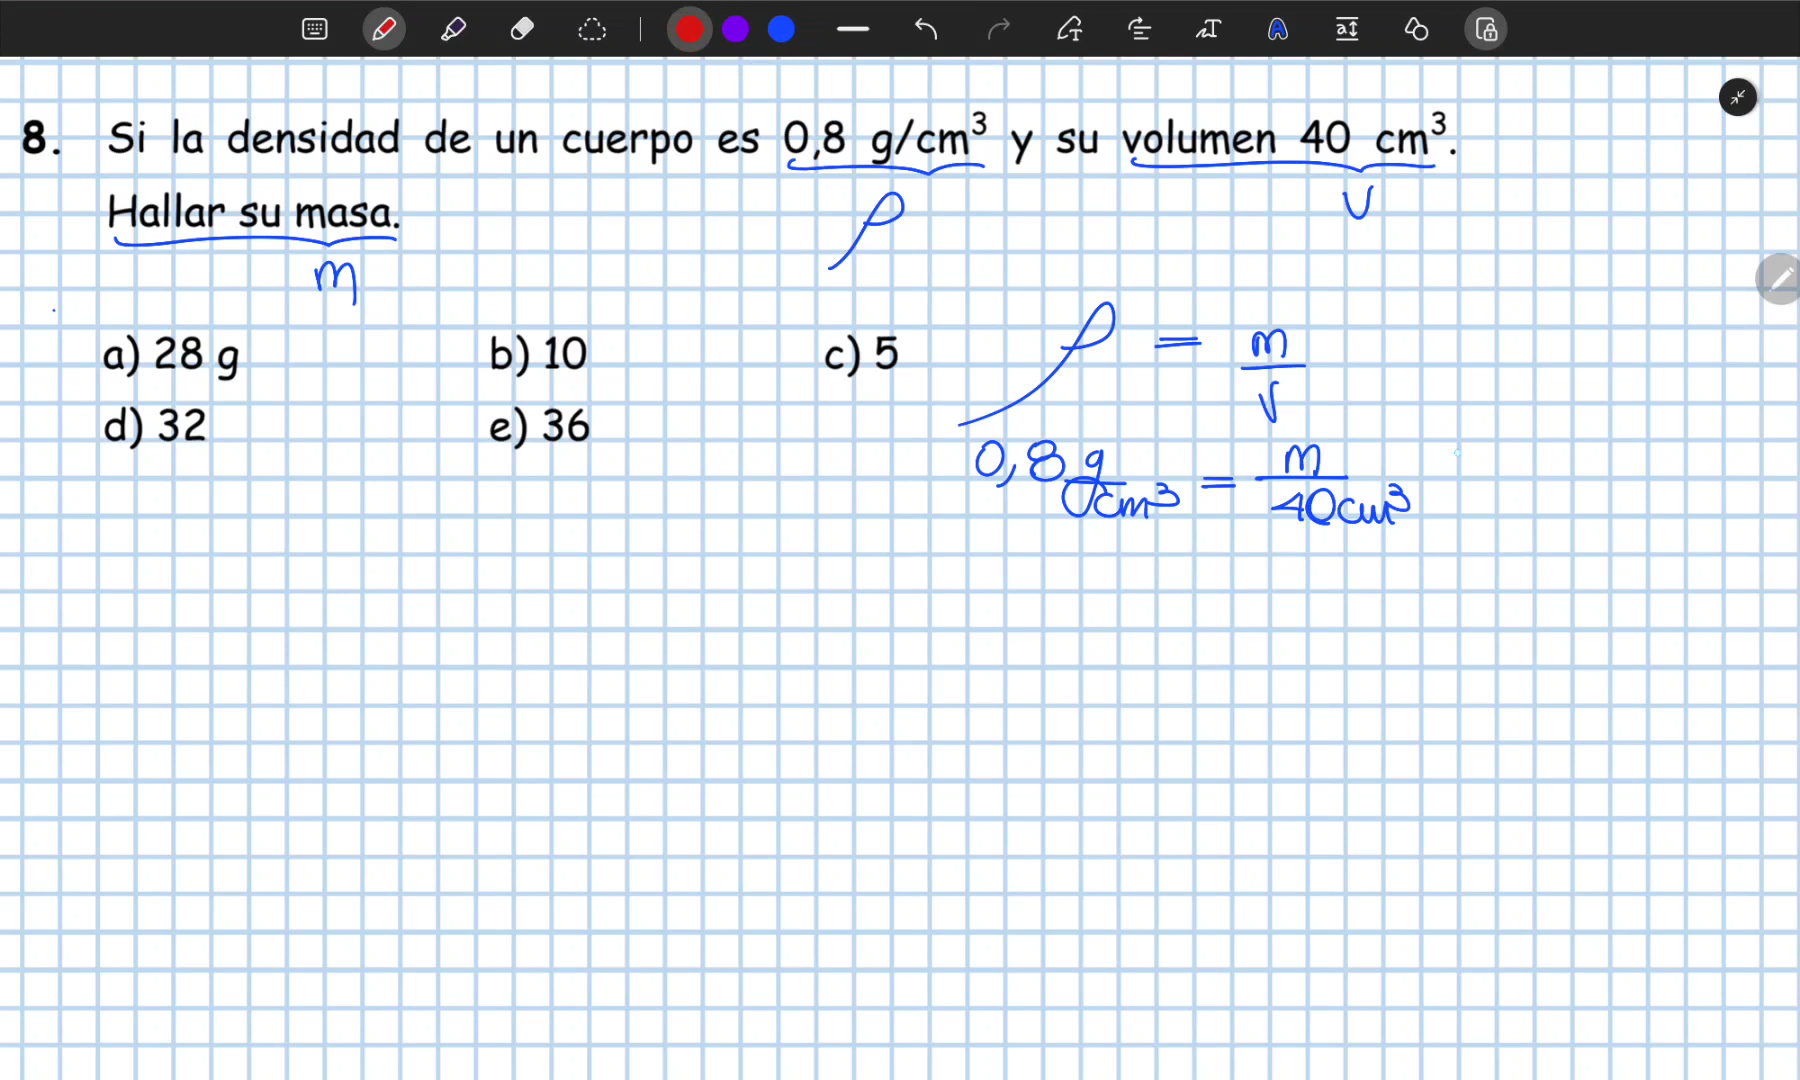 8. Si la densidad de un cuerpo es 0,8 g/cm³ y su volumen 40 cm³.
Hallar su masa.
ρ
V
m
a) 28 g b) 10 c) 5
d) 32 e) 36
ρ = m/V
0,8 g/cm³ = m/40cm³